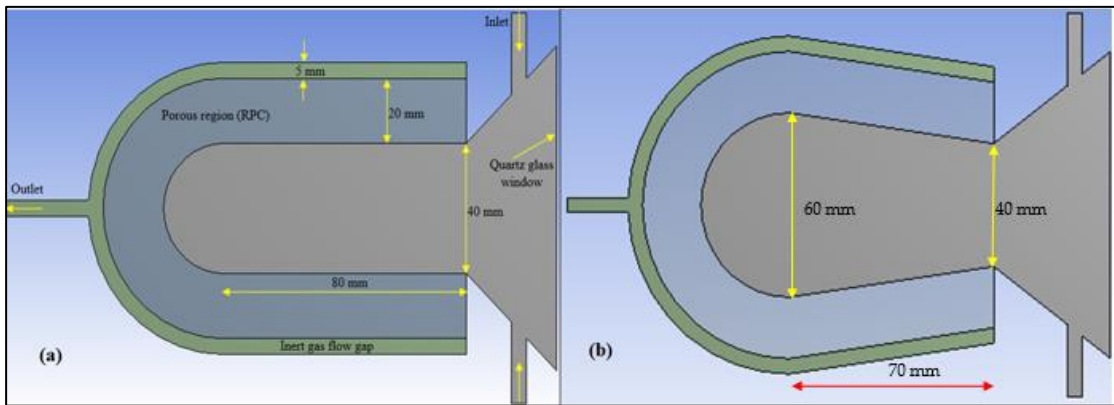 Inlet
5 mm
Porous region (RPC)
20 mm
Quartz glass
window
Outlet
40 mm
80 mm
Inert gas flow gap
(a)
60 mm
40 mm
(b)
70 mm